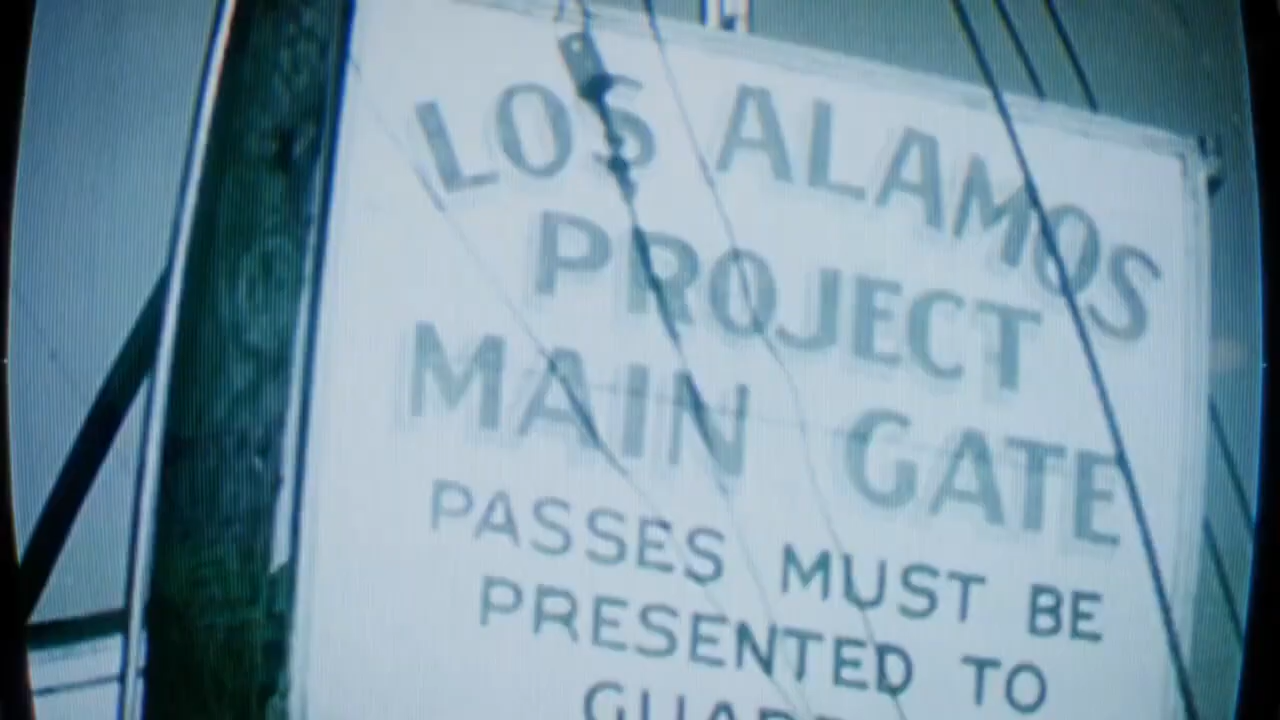 LOS ALAMOS
PROJECT
MAIN GATE
PASSES MUST BE
PRESENTED TO